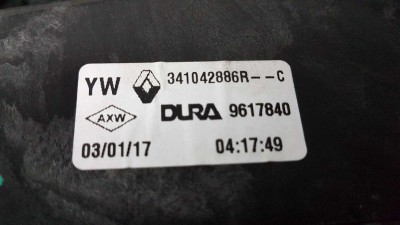 YW 341042886R--C
AXW DURA 9617840
03/01/17 04:17:49